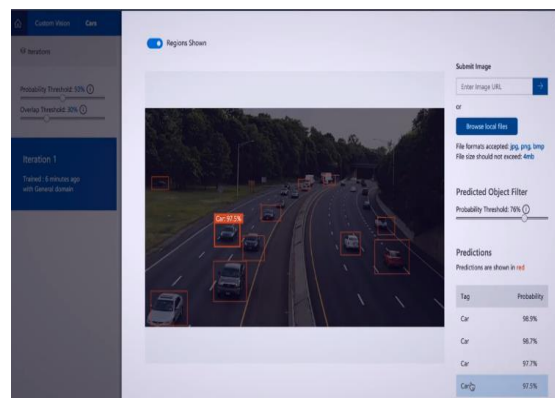 Custom Vision Cars
Iterations
Probability Threshold: 50%
Overlap Threshold: 30%
Iteration 1
Trained : 6 minutes ago
with General domain
Regions Shown
Car: 97.5%
Submit Image
Enter Image URL
or
Browse local files
File formats accepted: jpg, png, bmp
File size should not exceed: 4mb
Predicted Object Filter
Probability Threshold: 76%
Predictions
Predictions are shown in red
Tag Probability
Car 98.9%
Car 98.7%
Car 97.7%
Car 97.5%